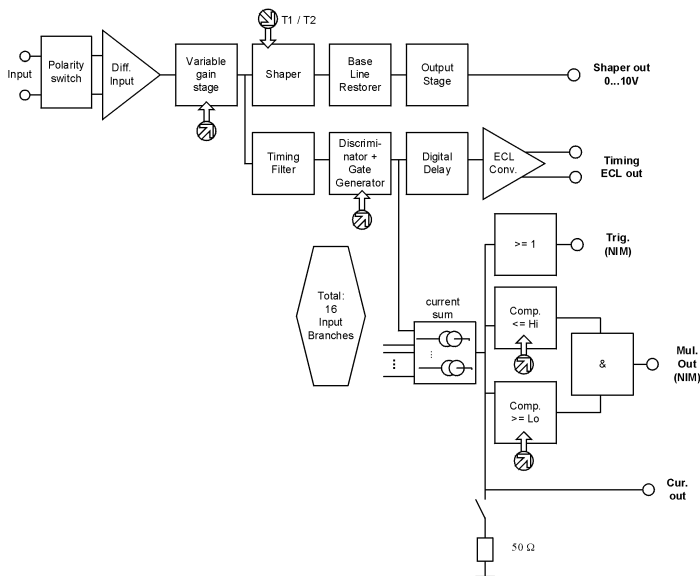 T1 / T2
Input
Polarity
switch
Diff.
Input
Variable
gain
stage
Shaper
Base
Line
Restorer
Output
Stage
Shaper out
0...10V
Timing
Filter
Discrimi-
nator +
Gate
Generator
Digital
Delay
ECL
Conv.
Timing
ECL out
>= 1
Trig.
(NIM)
Total:
16
Input
Branches
current
sum
Comp.
<= Hi
&
Mul.
Out
(NIM)
Comp.
>= Lo
Cur.
out
50 Ω